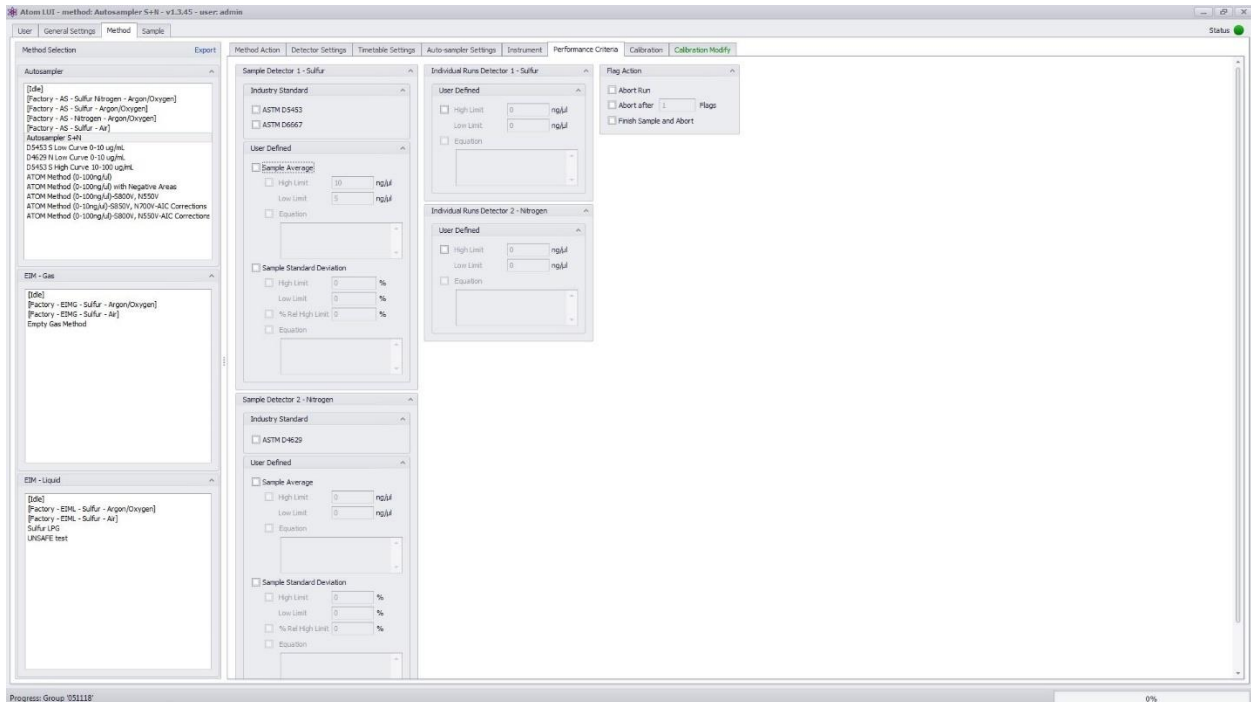 Atom LUI - method: Autosampler S+N - v1.3.45 - user: admin
User General Settings Method Sample Status
Method Selection Export
Autosampler
[Idle]
[Factory - AS - Sulfur Nitrogen - Argon/Oxygen]
[Factory - AS - Sulfur - Argon/Oxygen]
[Factory - AS - Nitrogen - Argon/Oxygen]
[Factory - AS - Sulfur - Air]
Autosampler S+N
D5453 S Low Curve 0-10 ug/mL
D4629 N Low Curve 0-10 ug/mL
D5453 S High Curve 10-100 ug/mL
ATOM Method (0-100ng/ul)
ATOM Method (0-100ng/ul) with Negative Areas
ATOM Method (0-100ng/ul)-S800V, N550V
ATOM Method (0-10ng/ul)-S850V, N700V-AIC Corrections
ATOM Method (0-100ng/ul)-S800V, N550V-AIC Corrections
EIM - Gas
[Idle]
[Factory - EIMG - Sulfur - Argon/Oxygen]
[Factory - EIMG - Sulfur - Air]
Empty Gas Method
EIM - Liquid
[Idle]
[Factory - EIML - Sulfur - Argon/Oxygen]
[Factory - EIML - Sulfur - Air]
Sulfur LPG
UNSAFE test
Method Action Detector Settings Timetable Settings Auto-sampler Settings Instrument Performance Criteria Calibration Calibration Modify
Sample Detector 1 - Sulfur
Industry Standard
ASTM D5453
ASTM D6667
User Defined
Sample Average
High Limit 10 ng/µl
Low Limit 5 ng/µl
Equation
Sample Standard Deviation
High Limit 0 %
Low Limit 0 %
% Rel High Limit 0 %
Equation
Sample Detector 2 - Nitrogen
Industry Standard
ASTM D4629
User Defined
Sample Average
High Limit 0 ng/µl
Low Limit 0 ng/µl
Equation
Sample Standard Deviation
High Limit 0 %
Low Limit 0 %
% Rel High Limit 0 %
Equation
Individual Runs Detector 1 - Sulfur
User Defined
High Limit 0 ng/µl
Low Limit 0 ng/µl
Equation
Individual Runs Detector 2 - Nitrogen
User Defined
High Limit 0 ng/µl
Low Limit 0 ng/µl
Equation
Flag Action
Abort Run
Abort after 1 Flags
Finish Sample and Abort
Progress: Group '051118' 0%